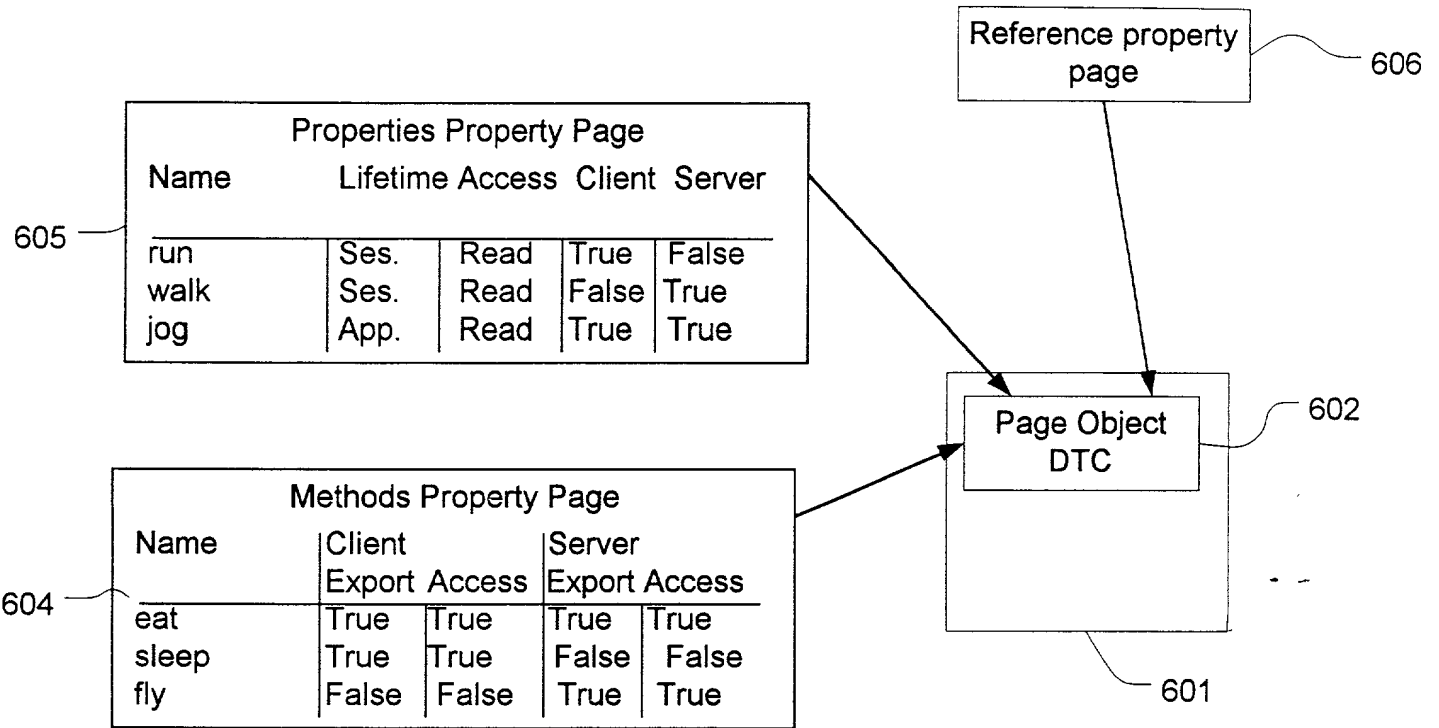 Reference property
page
606
Properties Property Page
Name Lifetime Access Client Server
605
run Ses. Read True False
walk Ses. Read False True
jog App. Read True True
Page Object
DTC
602
Methods Property Page
Name Client Server
Export Access Export Access
604
eat True True True True
sleep True True False False
fly False False True True
601